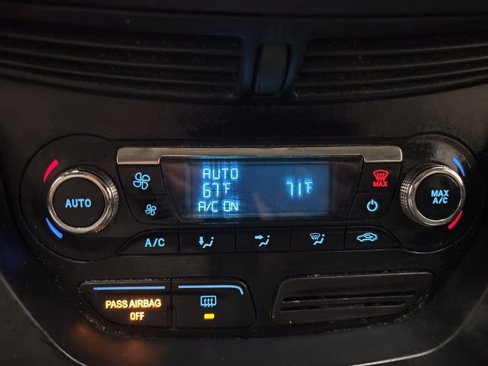 AUTO
67°F 71°F
A/C ON
AUTO
MAX
MAX
A/C
A/C
PASS AIRBAG
OFF